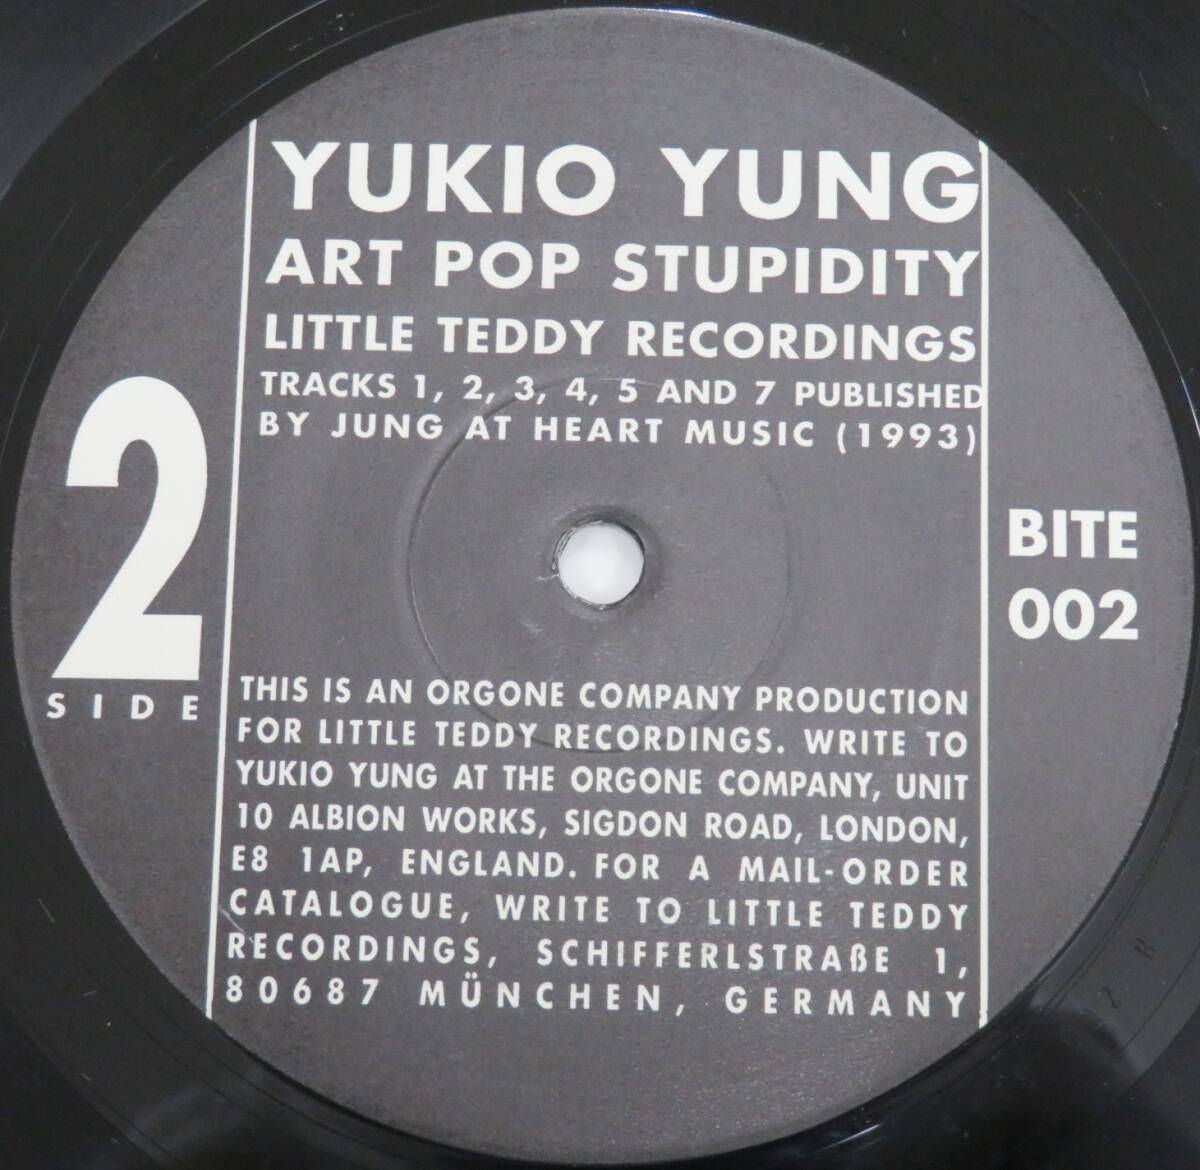 YUKIO YUNG
ART POP STUPIDITY
LITTLE TEDDY RECORDINGS
TRACKS 1, 2, 3, 4, 5 AND 7 PUBLISHED
BY JUNG AT HEART MUSIC (1993)
2
SIDE
BITE
002
THIS IS AN ORGONE COMPANY PRODUCTION
FOR LITTLE TEDDY RECORDINGS. WRITE TO
YUKIO YUNG AT THE ORGONE COMPANY, UNIT
10 ALBION WORKS, SIGDON ROAD, LONDON,
E8 1AP, ENGLAND. FOR A MAIL-ORDER
CATALOGUE, WRITE TO LITTLE TEDDY
RECORDINGS, SCHIFFERLSTRAßE 1,
80687 MÜNCHEN, GERMANY